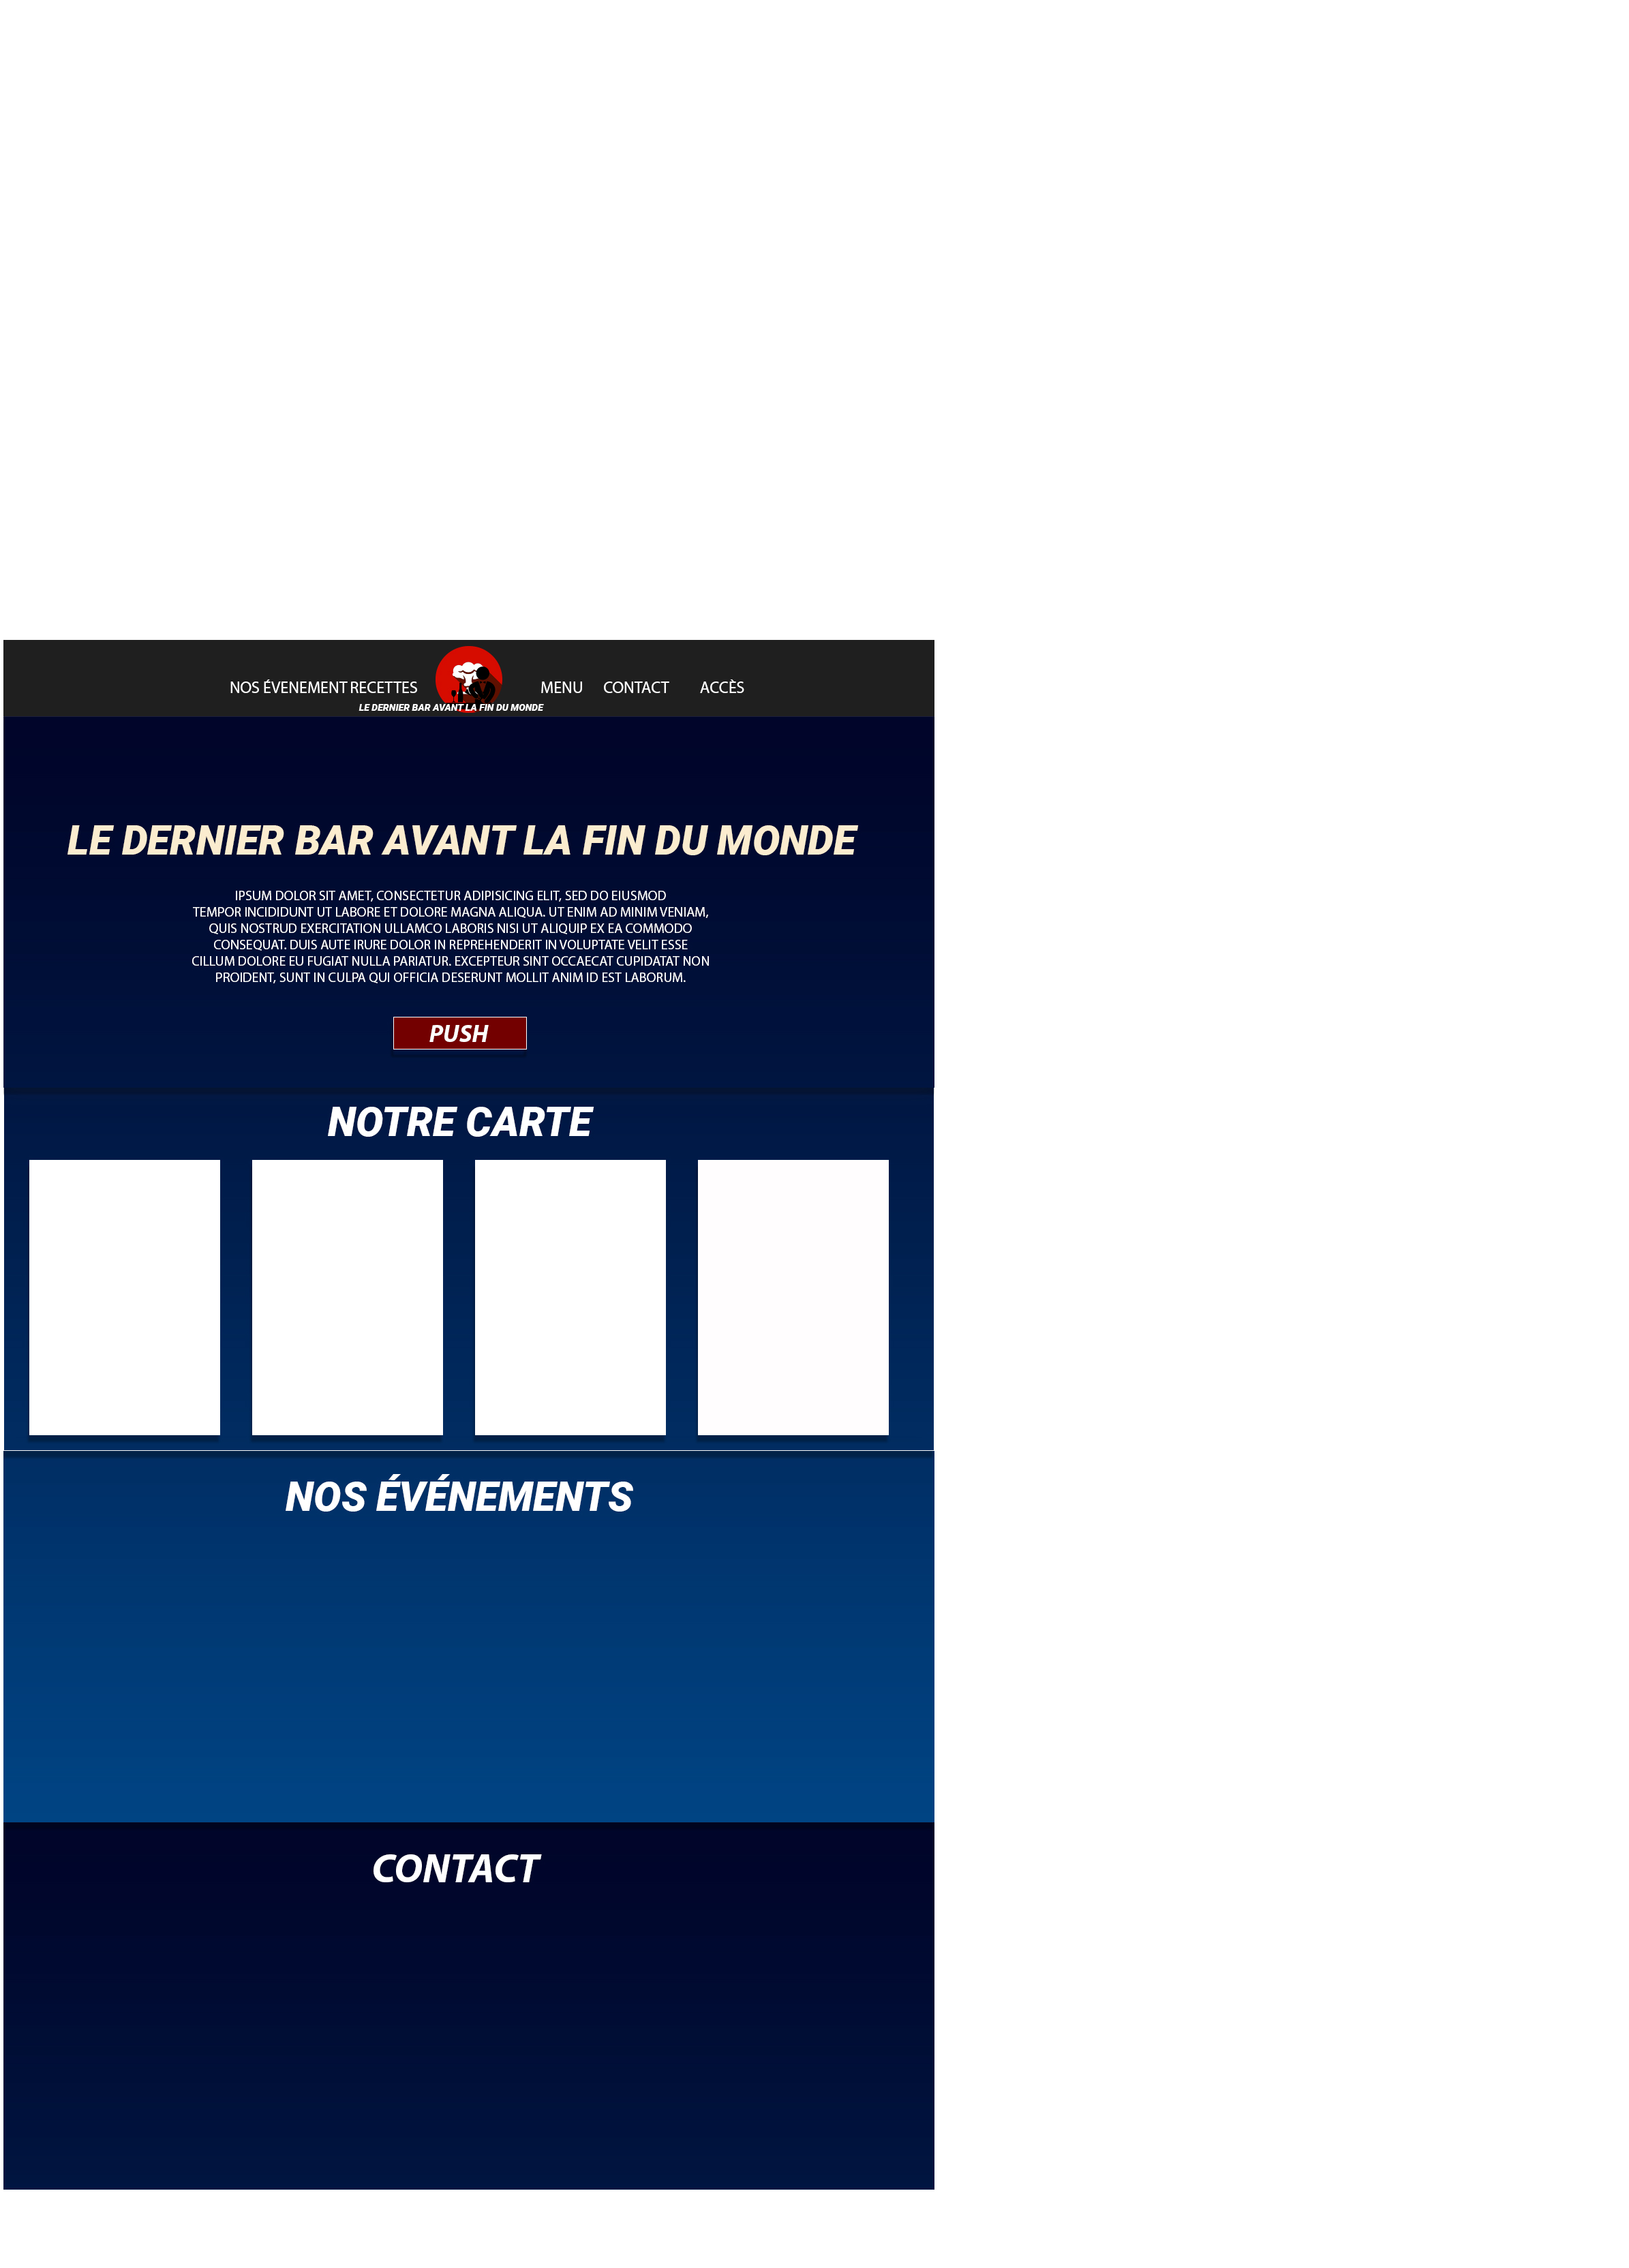 NOS ÉVENEMENT RECETTES MENU CONTACT ACCÈS
LE DERNIER BAR AVANT LA FIN DU MONDE
LE DERNIER BAR AVANT LA FIN DU MONDE
IPSUM DOLOR SIT AMET, CONSECTETUR ADIPISICING ELIT, SED DO EIUSMOD
TEMPOR INCIDIDUNT UT LABORE ET DOLORE MAGNA ALIQUA. UT ENIM AD MINIM VENIAM,
QUIS NOSTRUD EXERCITATION ULLAMCO LABORIS NISI UT ALIQUIP EX EA COMMODO
CONSEQUAT. DUIS AUTE IRURE DOLOR IN REPREHENDERIT IN VOLUPTATE VELIT ESSE
CILLUM DOLORE EU FUGIAT NULLA PARIATUR. EXCEPTEUR SINT OCCAECAT CUPIDATAT NON
PROIDENT, SUNT IN CULPA QUI OFFICIA DESERUNT MOLLIT ANIM ID EST LABORUM.
PUSH
NOTRE CARTE
NOS ÉVÉNEMENTS
CONTACT